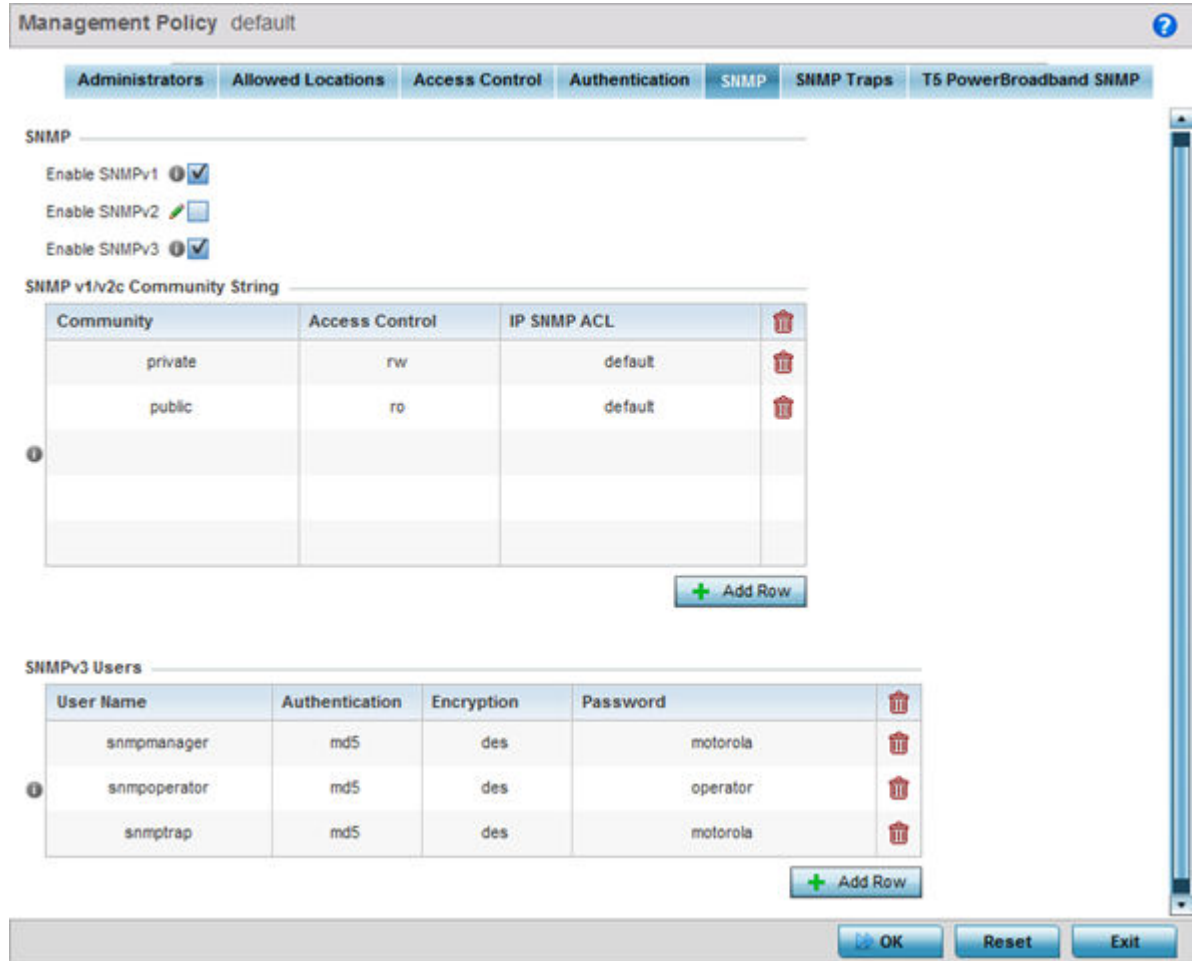 Management Policy default
Administrators Allowed Locations Access Control Authentication SNMP SNMP Traps T5 PowerBroadband SNMP
SNMP
Enable SNMPv1
Enable SNMPv2
Enable SNMPv3
SNMP v1/v2c Community String
Community Access Control IP SNMP ACL
private rw default
public ro default
Add Row
SNMPv3 Users
User Name Authentication Encryption Password
snmpmanager md5 des motorola
snmpoperator md5 des operator
snmptrap md5 des motorola
Add Row
OK Reset Exit